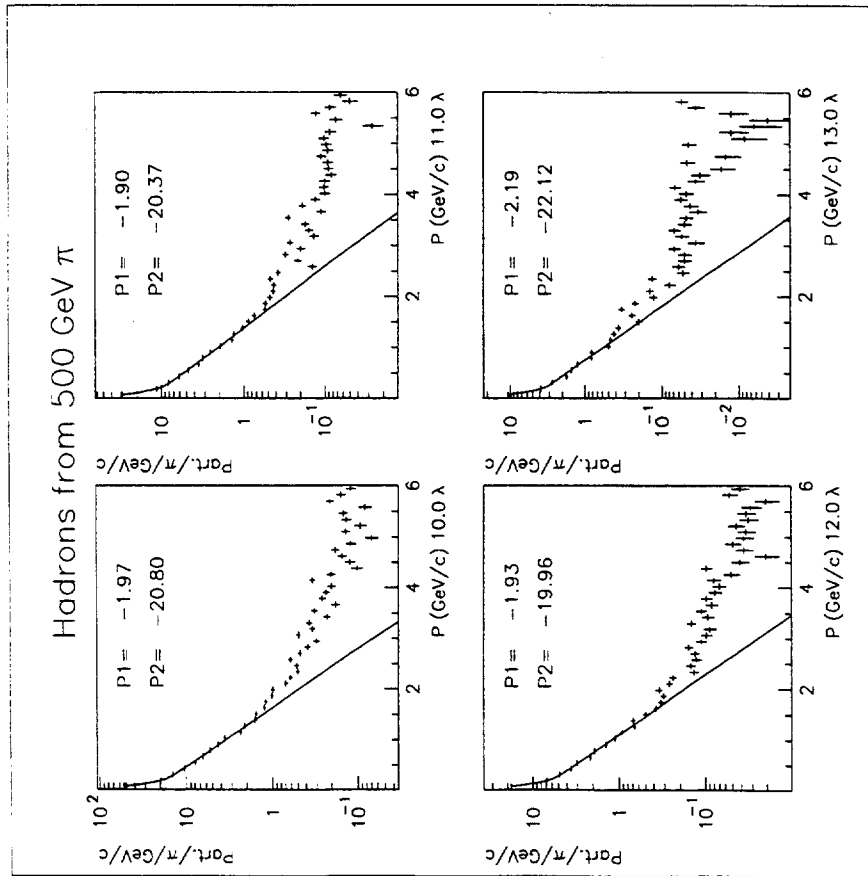 Hadrons from 500 GeV π
Part./π/GeV/c
10²
10
1
10⁻¹
P1= −1.97
P2= −20.80
2
4
6
P (GeV/c) 10.0 λ
Part./π/GeV/c
10
1
10⁻¹
P1= −1.90
P2= −20.37
2
4
6
P (GeV/c) 11.0 λ
Part./π/GeV/c
10
1
10⁻¹
P1= −1.93
P2= −19.96
2
4
6
P (GeV/c) 12.0 λ
Part./π/GeV/c
10
1
10⁻¹
10⁻²
P1= −2.19
P2= −22.12
2
4
6
P (GeV/c) 13.0 λ